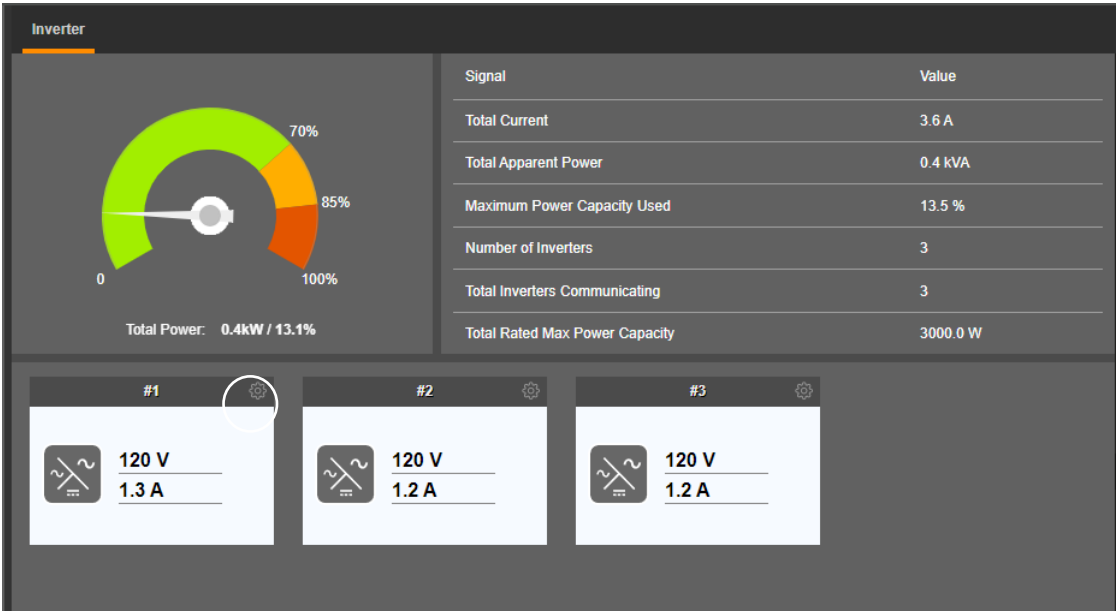 Inverter
70%
85%
0
100%
Total Power: 0.4kW / 13.1%
Signal Value
Total Current 3.6 A
Total Apparent Power 0.4 kVA
Maximum Power Capacity Used 13.5 %
Number of Inverters 3
Total Inverters Communicating 3
Total Rated Max Power Capacity 3000.0 W
#1
120 V
1.3 A
#2
120 V
1.2 A
#3
120 V
1.2 A